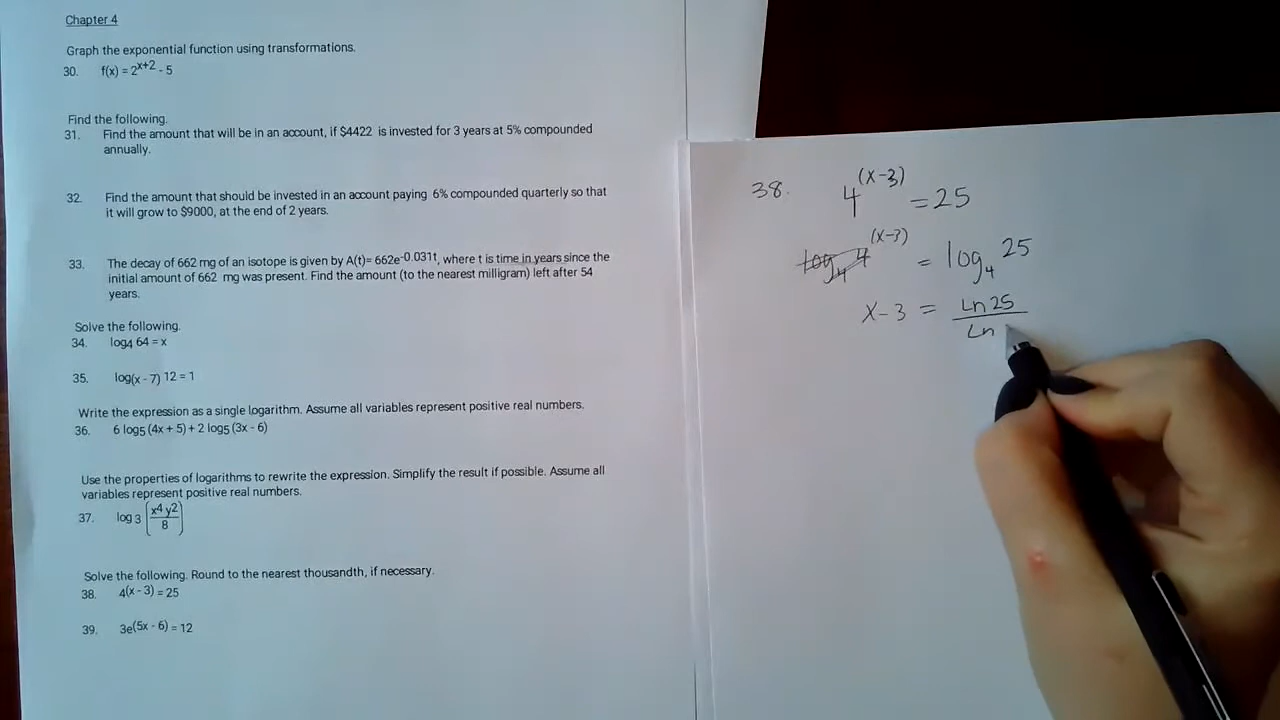 Chapter 4
Graph the exponential function using transformations.
30. f(x) = 2^x+2 - 5
Find the following.
31. Find the amount that will be in an account, if $4422 is invested for 3 years at 5% compounded
annually.
32. Find the amount that should be invested in an account paying 6% compounded quarterly so that
it will grow to $9000, at the end of 2 years.
33. The decay of 662 mg of an isotope is given by A(t)= 662e^-0.031t, where t is time in years since the
initial amount of 662 mg was present. Find the amount (to the nearest milligram) left after 54
years.
Solve the following.
34. log4 64 = x
35. log(x - 7) 12 = 1
Write the expression as a single logarithm. Assume all variables represent positive real numbers.
36. 6 log5 (4x + 5) + 2 log5 (3x - 6)
Use the properties of logarithms to rewrite the expression. Simplify the result if possible. Assume all
variables represent positive real numbers.
37. log3 (x4 y2 / 8)
Solve the following. Round to the nearest thousandth, if necessary.
38. 4(x - 3) = 25
39. 3e(5x - 6) = 12
38. 4^(x-3) = 25
log4 4^(x-3) = log4 25
x-3 = Ln 25 / Ln